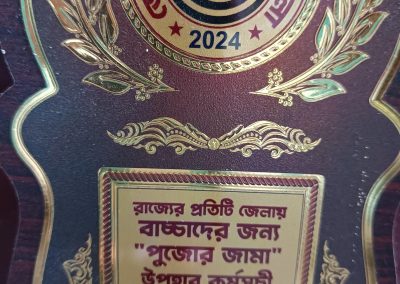 ★ 2024 ★
রাজ্যের প্রতিটি জেলায়
বাচ্চাদের জন্য
"পুজোর জামা"
উপহার কর্মসূচী